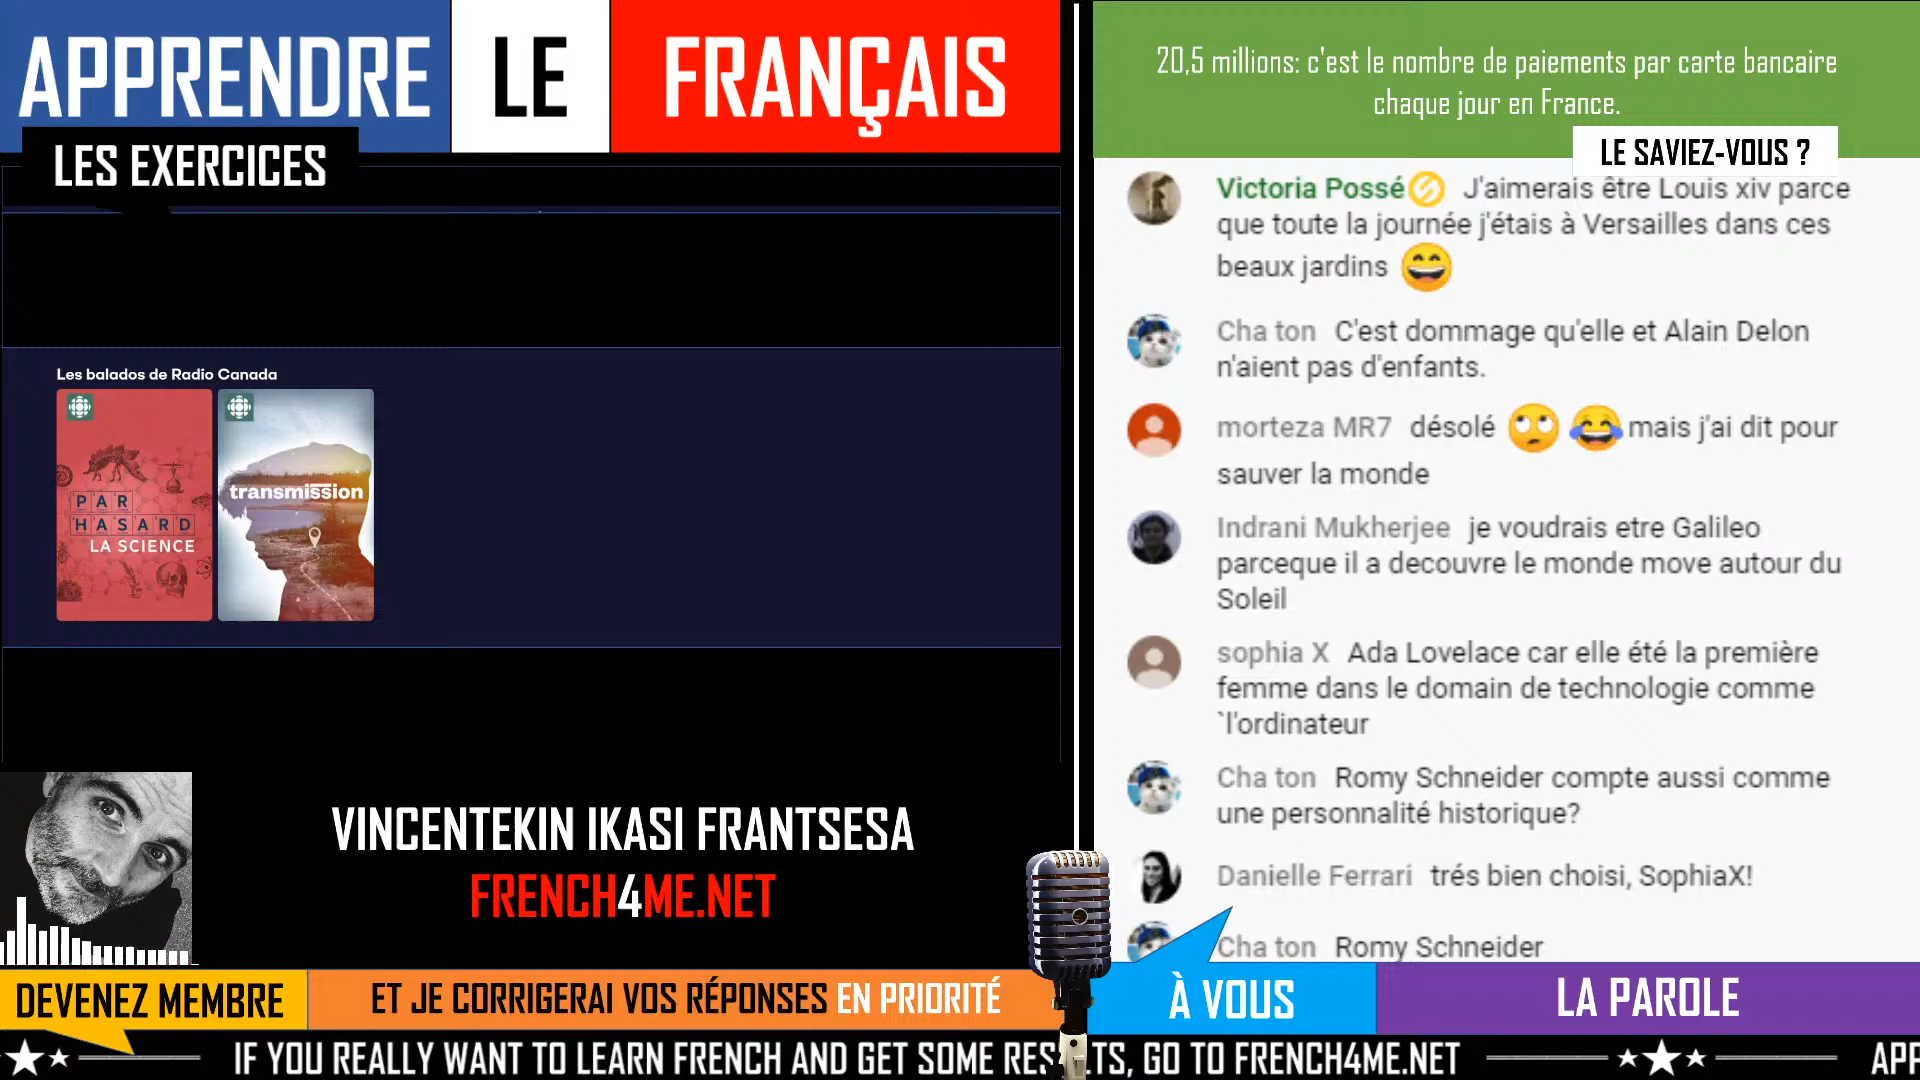 APPRENDRE LE FRANÇAIS
LES EXERCICES
Les balados de Radio Canada
PAR
HASARD
LA SCIENCE
transmission
VINCENTEKIN IKASI FRANTSESA
FRENCH4ME.NET
DEVENEZ MEMBRE
ET JE CORRIGERAI VOS RÉPONSES EN PRIORITÉ
20,5 millions: c'est le nombre de paiements par carte bancaire
chaque jour en France.
LE SAVIEZ-VOUS ?
Victoria Possé J'aimerais être Louis xiv parce
que toute la journée j'étais à Versailles dans ces
beaux jardins 😄
Cha ton C'est dommage qu'elle et Alain Delon
n'aient pas d'enfants.
morteza MR7 désolé 🙄 😂 mais j'ai dit pour
sauver la monde
Indrani Mukherjee je voudrais etre Galileo
parceque il a decouvre le monde move autour du
Soleil
sophia X Ada Lovelace car elle été la première
femme dans le domain de technologie comme
`l'ordinateur
Cha ton Romy Schneider compte aussi comme
une personnalité historique?
Danielle Ferrari trés bien choisi, SophiaX!
Cha ton Romy Schneider
À VOUS
LA PAROLE
IF YOU REALLY WANT TO LEARN FRENCH AND GET SOME RES TS, GO TO FRENCH4ME.NET
APP